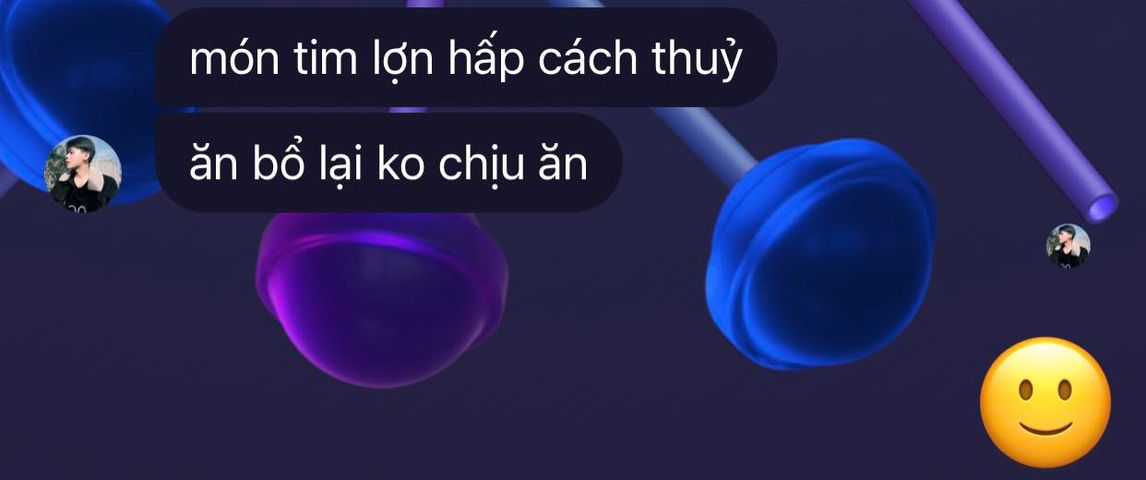 món tim lợn hấp cách thuỷ
ăn bổ lại ko chịu ăn